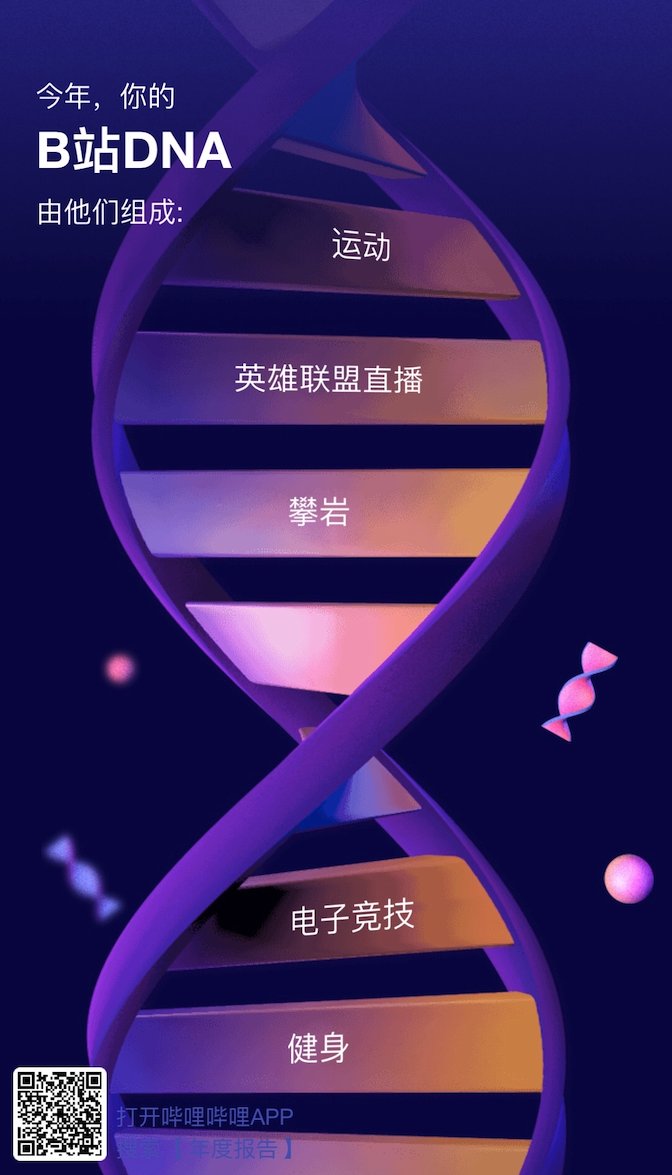 今年，你的
B站DNA
由他们组成:
运动
英雄联盟直播
攀岩
电子竞技
健身
打开哔哩哔哩APP
搜索【年度报告】